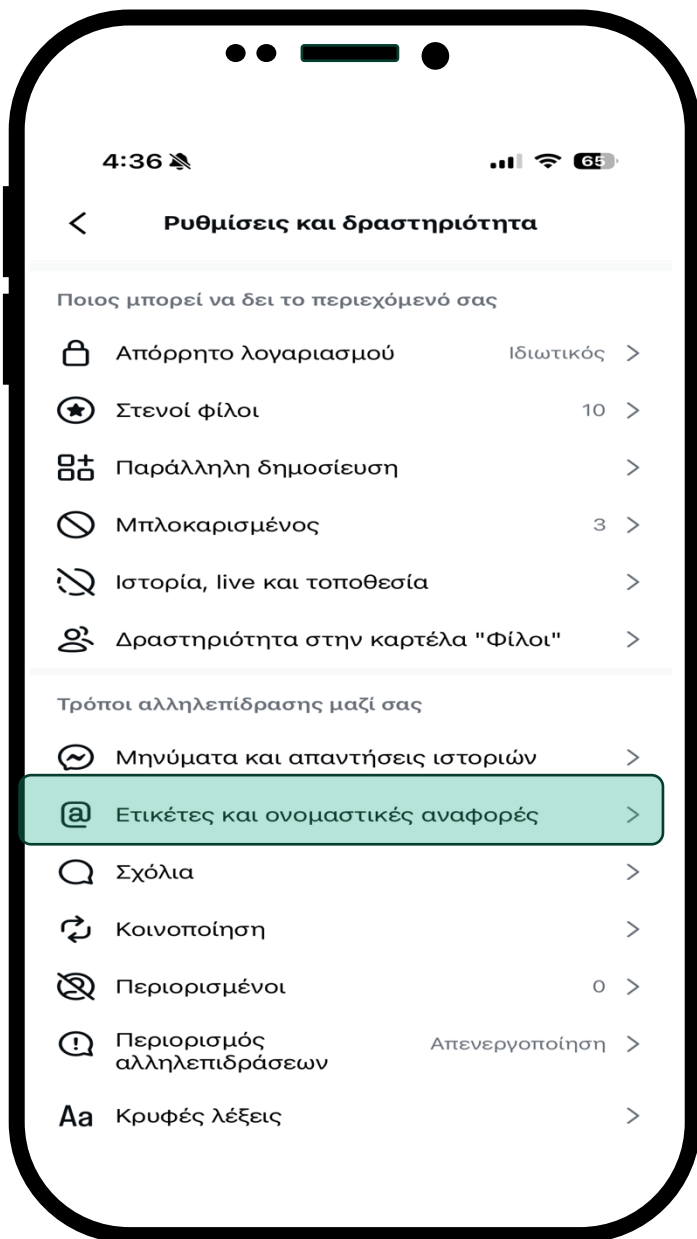 4:36
65
Ρυθμίσεις και δραστηριότητα
Ποιος μπορεί να δει το περιεχόμενό σας
Απόρρητο λογαριασμού Ιδιωτικός
Στενοί φίλοι 10
Παράλληλη δημοσίευση
Μπλοκαρισμένος 3
Ιστορία, live και τοποθεσία
Δραστηριότητα στην καρτέλα "Φίλοι"
Τρόποι αλληλεπίδρασης μαζί σας
Μηνύματα και απαντήσεις ιστοριών
Ετικέτες και ονομαστικές αναφορές
Σχόλια
Κοινοποίηση
Περιορισμένοι 0
Περιορισμός
αλληλεπιδράσεων Απενεργοποίηση
Aa Κρυφές λέξεις